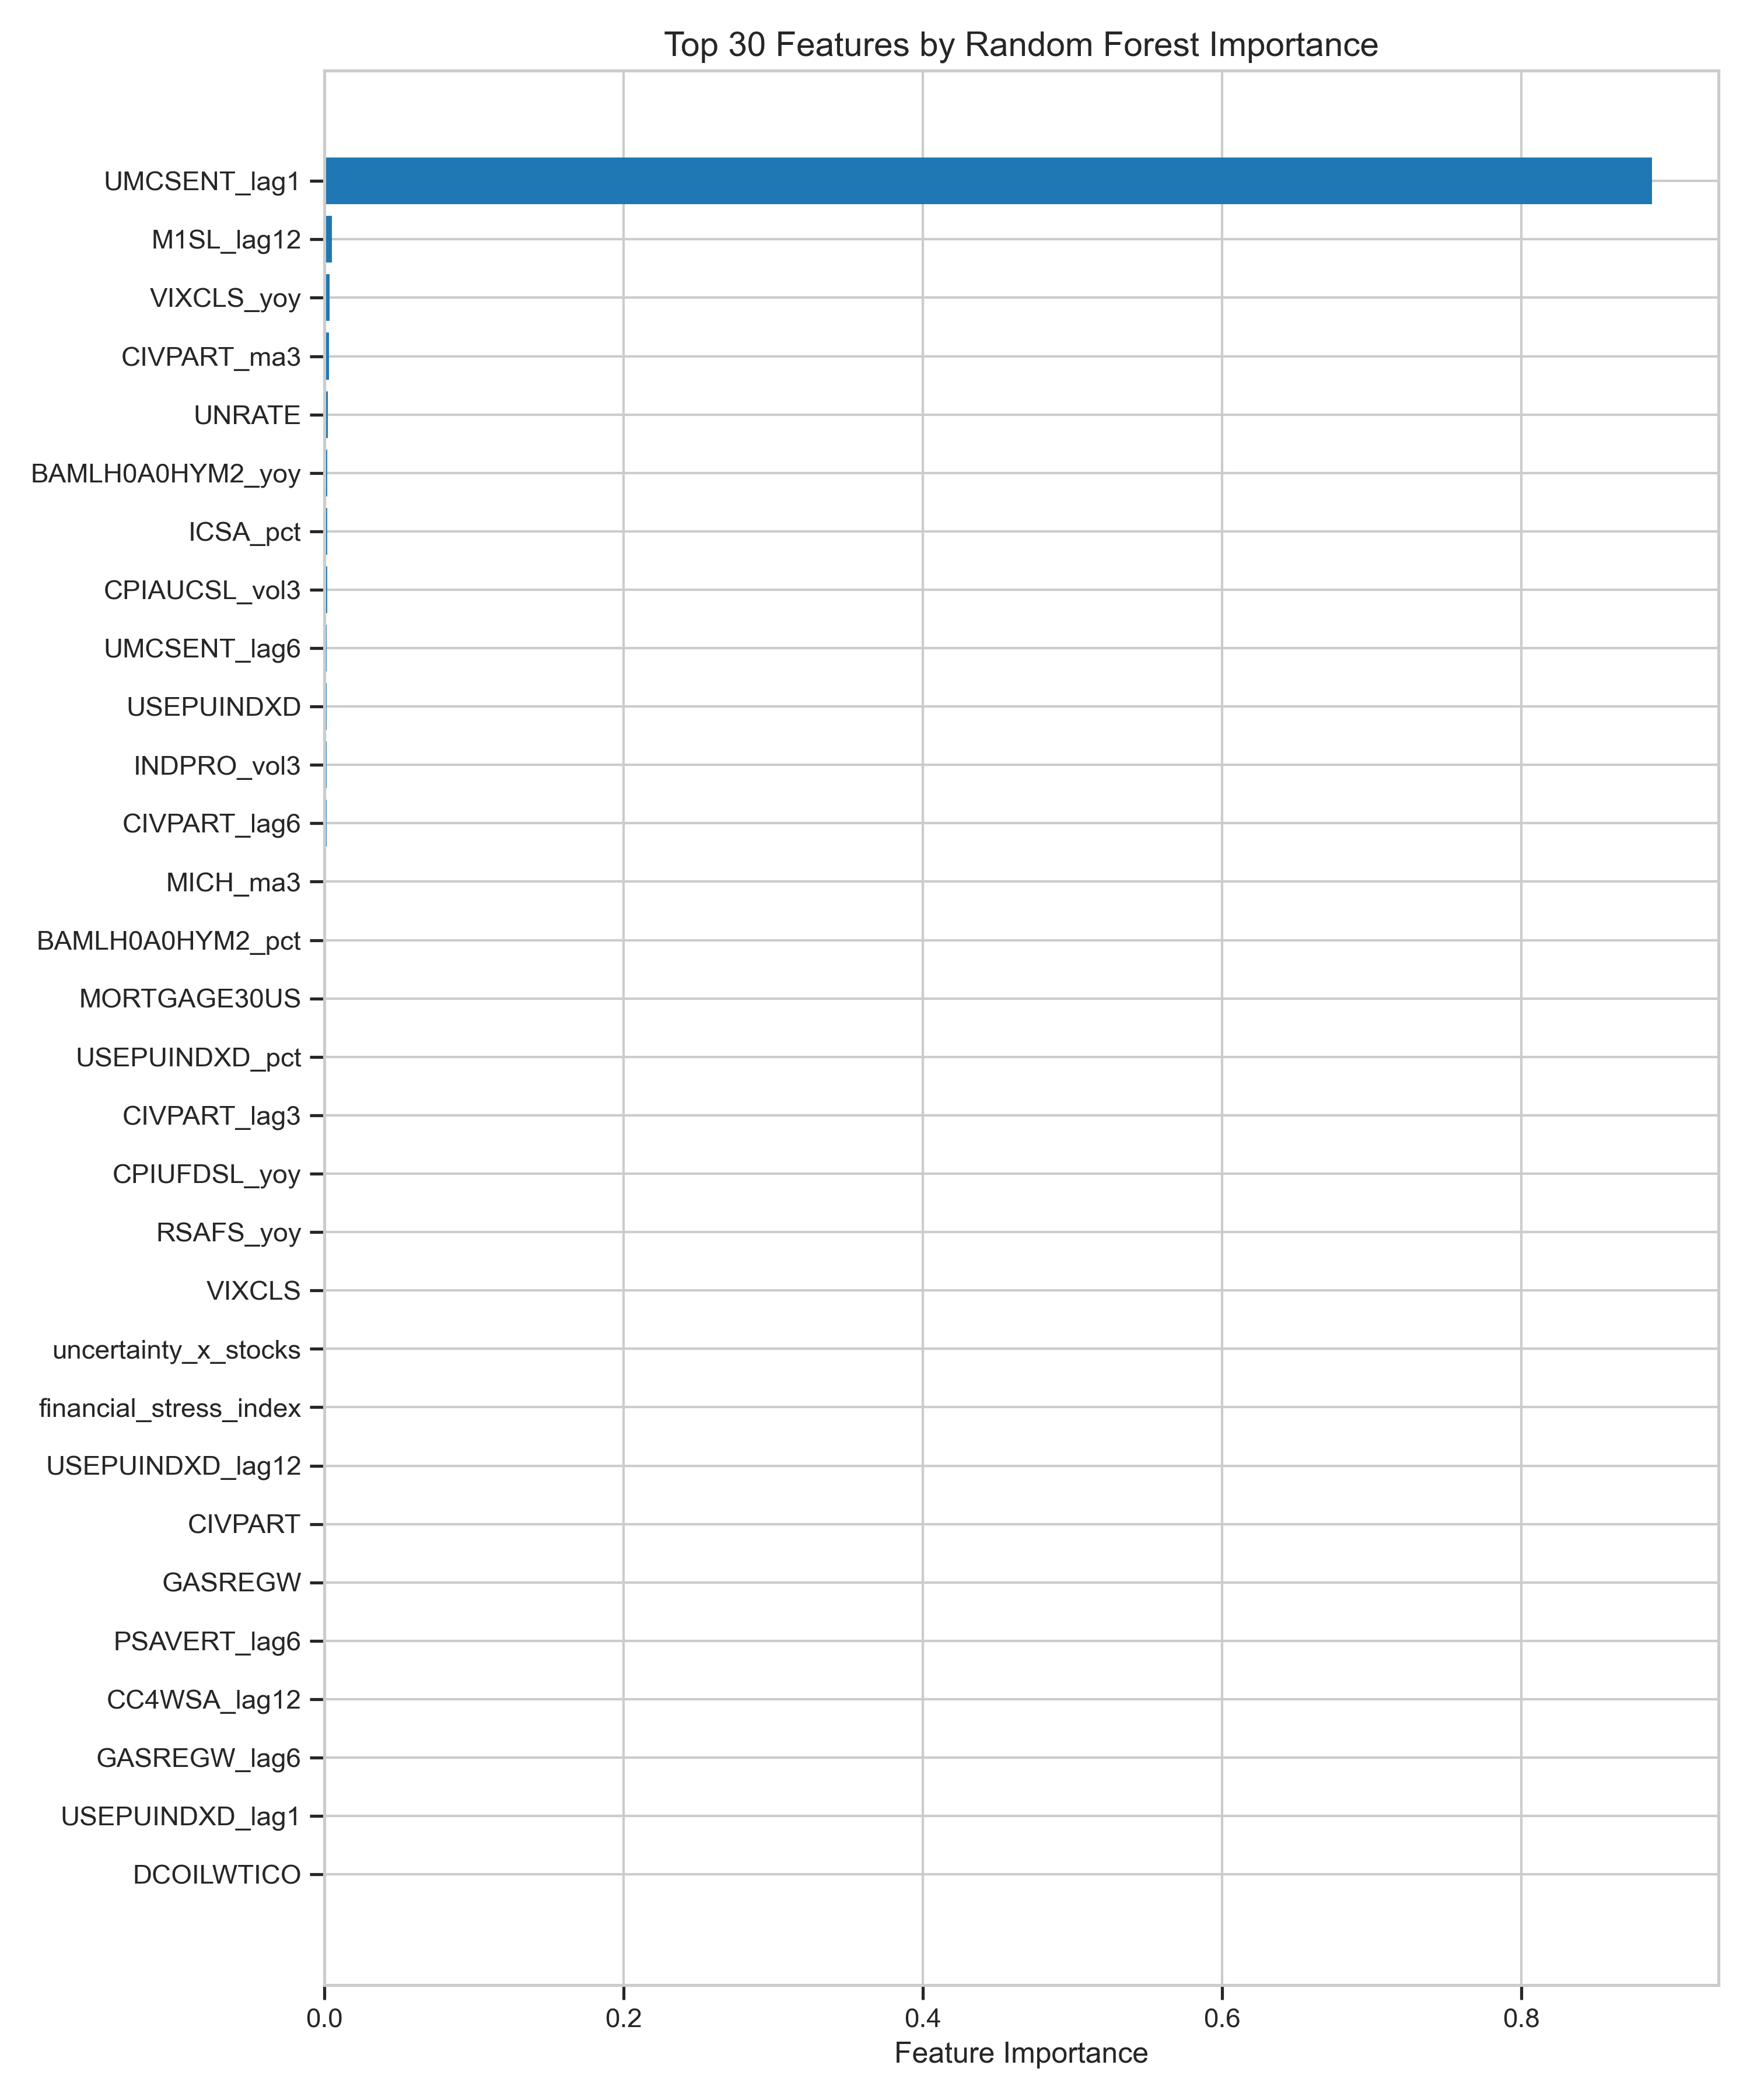 Top 30 Features by Random Forest Importance
UMCSENT_lag1
M1SL_lag12
VIXCLS_yoy
CIVPART_ma3
UNRATE
BAMLH0A0HYM2_yoy
ICSA_pct
CPIAUCSL_vol3
UMCSENT_lag6
USEPUINDXD
INDPRO_vol3
CIVPART_lag6
MICH_ma3
BAMLH0A0HYM2_pct
MORTGAGE30US
USEPUINDXD_pct
CIVPART_lag3
CPIUFDSL_yoy
RSAFS_yoy
VIXCLS
uncertainty_x_stocks
financial_stress_index
USEPUINDXD_lag12
CIVPART
GASREGW
PSAVERT_lag6
CC4WSA_lag12
GASREGW_lag6
USEPUINDXD_lag1
DCOILWTICO
0.0 0.2 0.4 0.6 0.8
Feature Importance